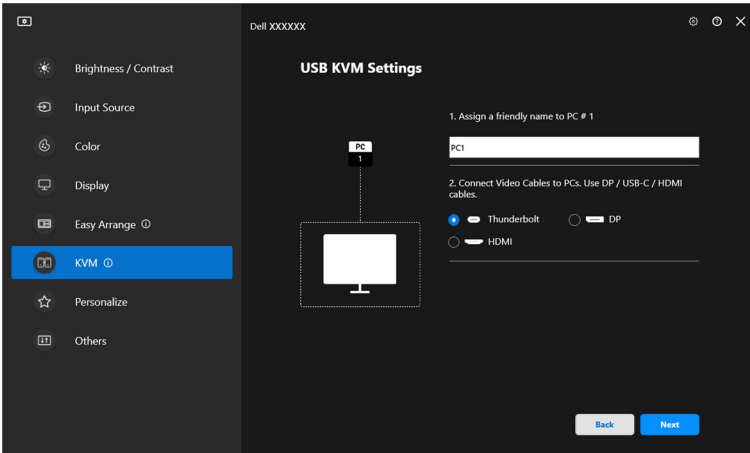 Dell XXXXXX
Brightness / Contrast
Input Source
Color
Display
Easy Arrange
KVM
Personalize
Others
USB KVM Settings
PC
1
1. Assign a friendly name to PC # 1
PC1
2. Connect Video Cables to PCs. Use DP / USB-C / HDMI
cables.
Thunderbolt
DP
HDMI
Back
Next